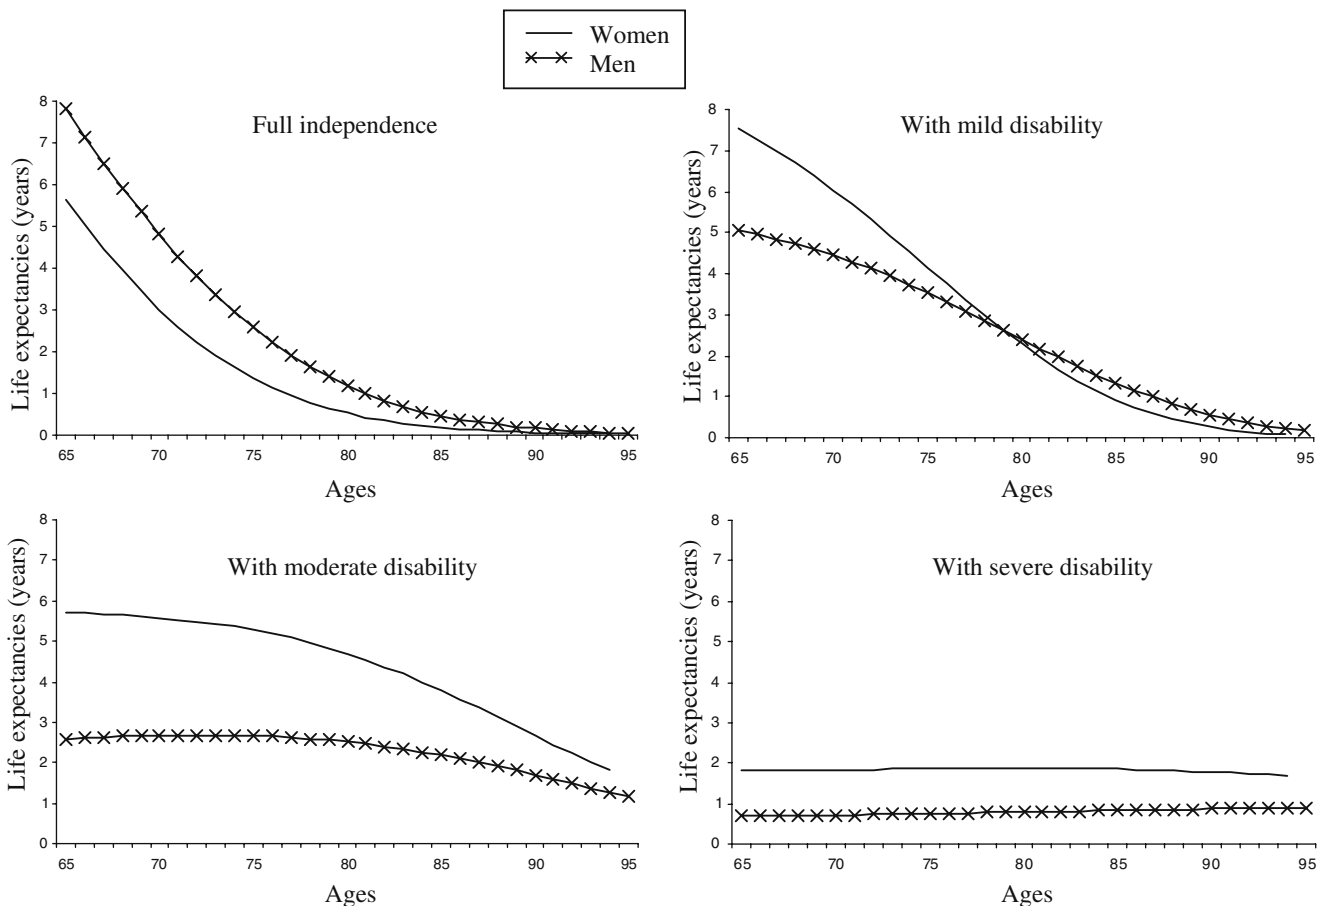 Women
Men
Full independence
8
7
6
5
4
3
2
1
0
Life expectancies (years)
65 70 75 80 85 90 95
Ages
With mild disability
8
7
6
5
4
3
2
1
0
Life expectancies (years)
65 70 75 80 85 90 95
Ages
With moderate disability
8
7
6
5
4
3
2
1
0
Life expectancies (years)
65 70 75 80 85 90 95
Ages
With severe disability
8
7
6
5
4
3
2
1
0
Life expectancies (years)
65 70 75 80 85 90 95
Ages